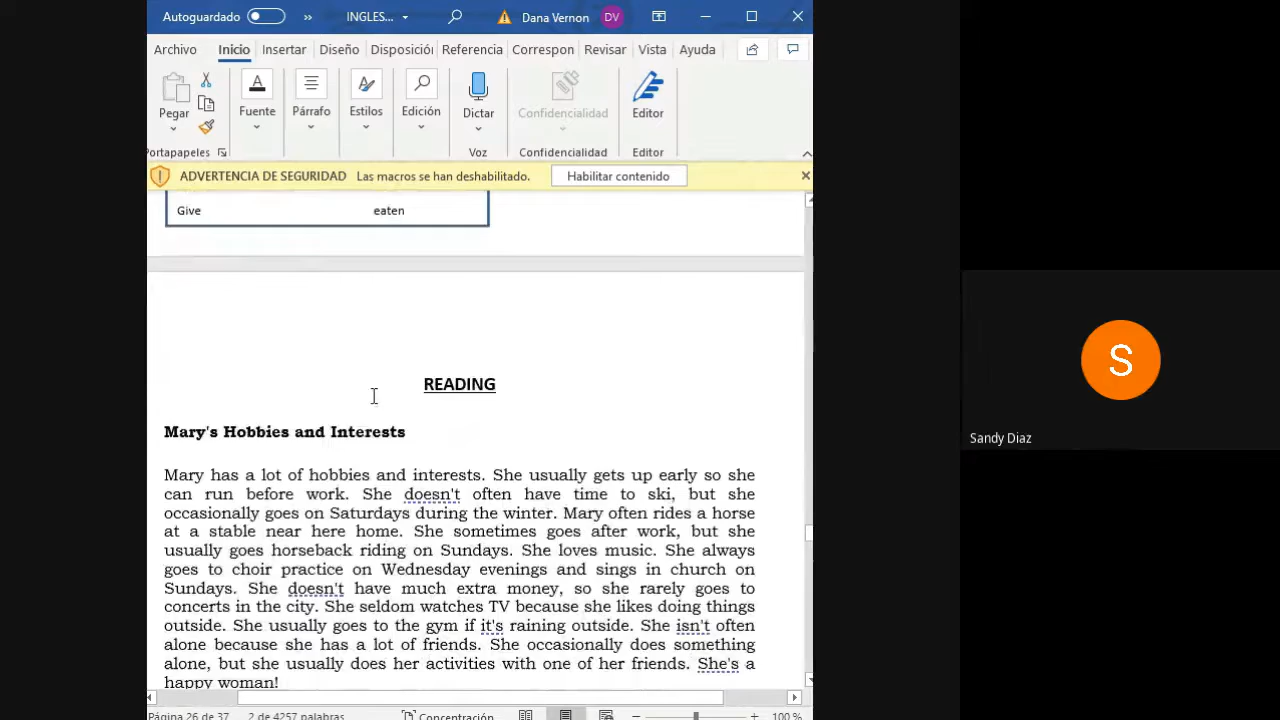 Autoguardado
INGLES...
Dana Vernon
DV
Archivo Inicio Insertar Diseño Disposició Referencia Correspon Revisar Vista Ayuda
Pegar
Fuente
Párrafo
Estilos
Edición
Dictar
Confidencialidad
Editor
Portapapeles
Voz
Confidencialidad
Editor
ADVERTENCIA DE SEGURIDAD Las macros se han deshabilitado. Habilitar contenido
Give eaten
READING
Mary's Hobbies and Interests
Mary has a lot of hobbies and interests. She usually gets up early so she
can run before work. She doesn't often have time to ski, but she
occasionally goes on Saturdays during the winter. Mary often rides a horse
at a stable near here home. She sometimes goes after work, but she
usually goes horseback riding on Sundays. She loves music. She always
goes to choir practice on Wednesday evenings and sings in church on
Sundays. She doesn't have much extra money, so she rarely goes to
concerts in the city. She seldom watches TV because she likes doing things
outside. She usually goes to the gym if it's raining outside. She isn't often
alone because she has a lot of friends. She occasionally does something
alone, but she usually does her activities with one of her friends. She's a
happy woman!
Página 26 de 37 2 de 4257 palabras Concentración 100 %
S
Sandy Diaz